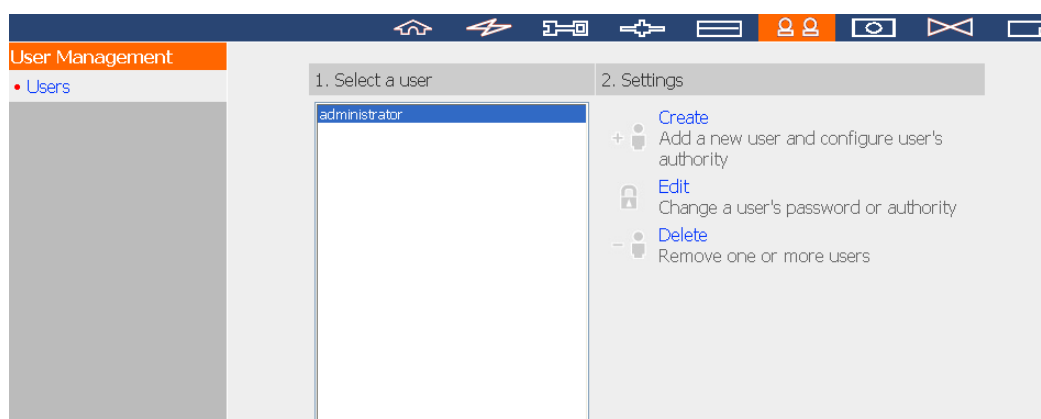 User Management
• Users
1. Select a user
administrator
2. Settings
Create
Add a new user and configure user's
authority
Edit
Change a user's password or authority
Delete
Remove one or more users